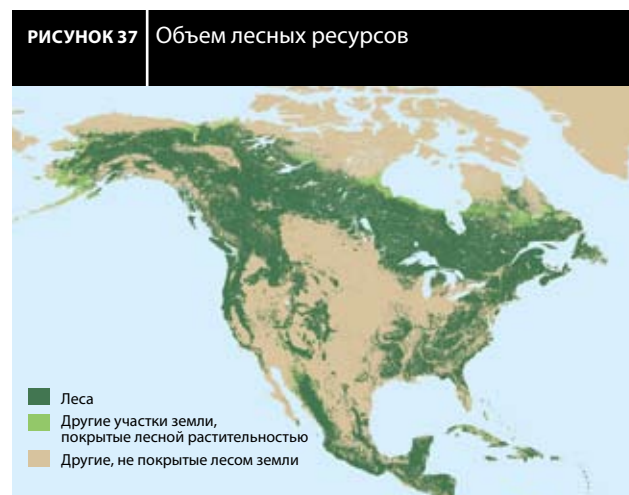 РИСУНОК 37
Объем лесных ресурсов
Леса
Другие участки земли,
покрытые лесной растительностью
Другие, не покрытые лесом земли